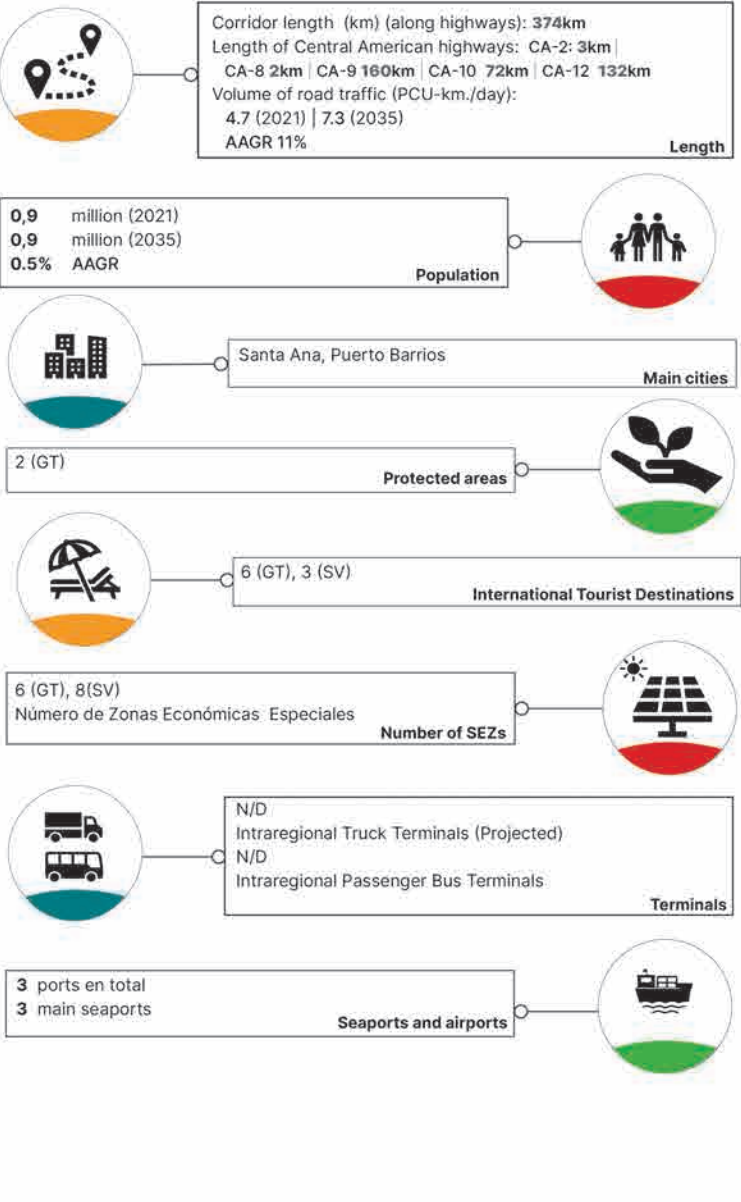 Corridor length (km) (along highways): 374km
Length of Central American highways: CA-2: 3km |
CA-8 2km | CA-9 160km | CA-10 72km | CA-12 132km
Volume of road traffic (PCU-km./day):
4.7 (2021) | 7.3 (2035)
AAGR 11%
Length
0,9 million (2021)
0,9 million (2035)
0.5% AAGR
Population
Santa Ana, Puerto Barrios
Main cities
2 (GT)
Protected areas
6 (GT), 3 (SV)
International Tourist Destinations
6 (GT), 8(SV)
Número de Zonas Económicas Especiales
Number of SEZs
N/D
Intraregional Truck Terminals (Projected)
N/D
Intraregional Passenger Bus Terminals
Terminals
3 ports en total
3 main seaports
Seaports and airports